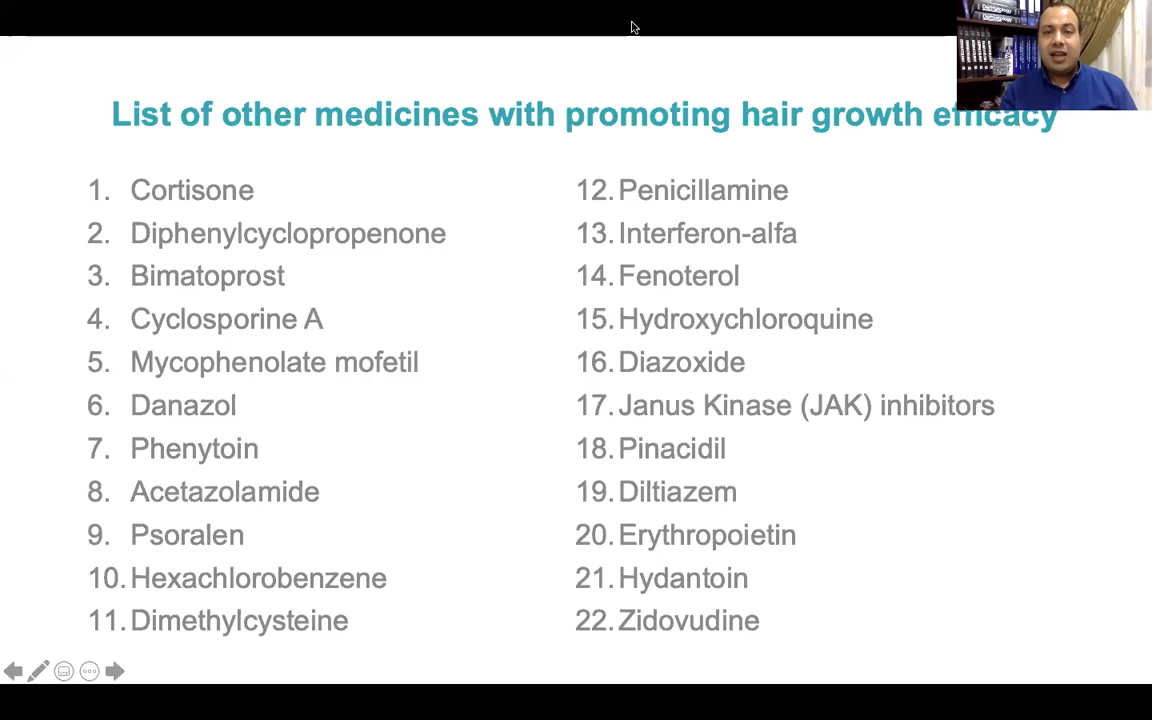 List of other medicines with promoting hair growth efficacy
1. Cortisone
2. Diphenylcyclopropenone
3. Bimatoprost
4. Cyclosporine A
5. Mycophenolate mofetil
6. Danazol
7. Phenytoin
8. Acetazolamide
9. Psoralen
10. Hexachlorobenzene
11. Dimethylcysteine
12. Penicillamine
13. Interferon-alfa
14. Fenoterol
15. Hydroxychloroquine
16. Diazoxide
17. Janus Kinase (JAK) inhibitors
18. Pinacidil
19. Diltiazem
20. Erythropoietin
21. Hydantoin
22. Zidovudine